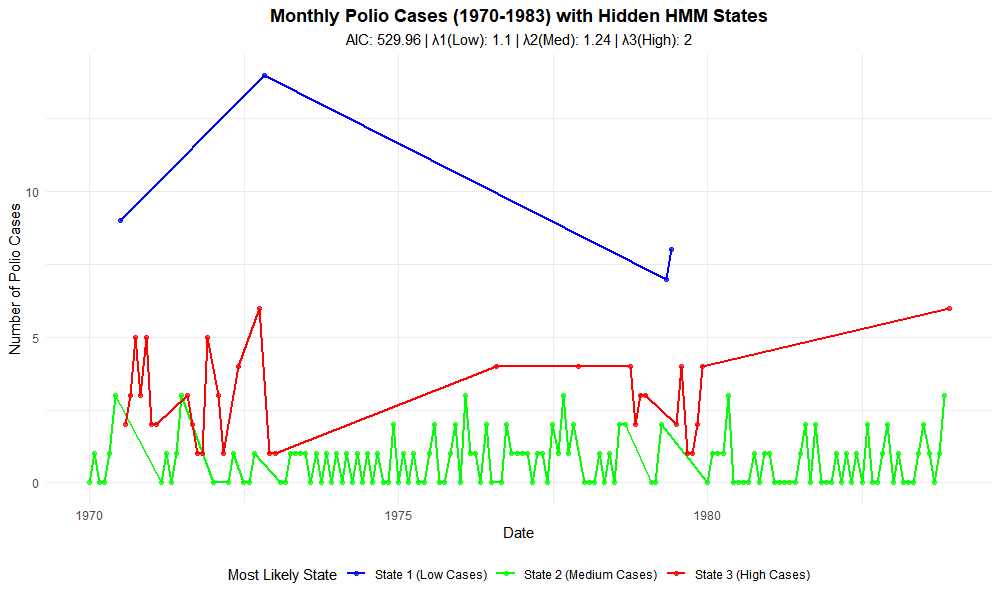 Monthly Polio Cases (1970-1983) with Hidden HMM States
AIC: 529.96 | λ1(Low): 1.1 | λ2(Med): 1.24 | λ3(High): 2
Number of Polio Cases
10
5
0
1970
1975
1980
Date
Most Likely State
State 1 (Low Cases)
State 2 (Medium Cases)
State 3 (High Cases)